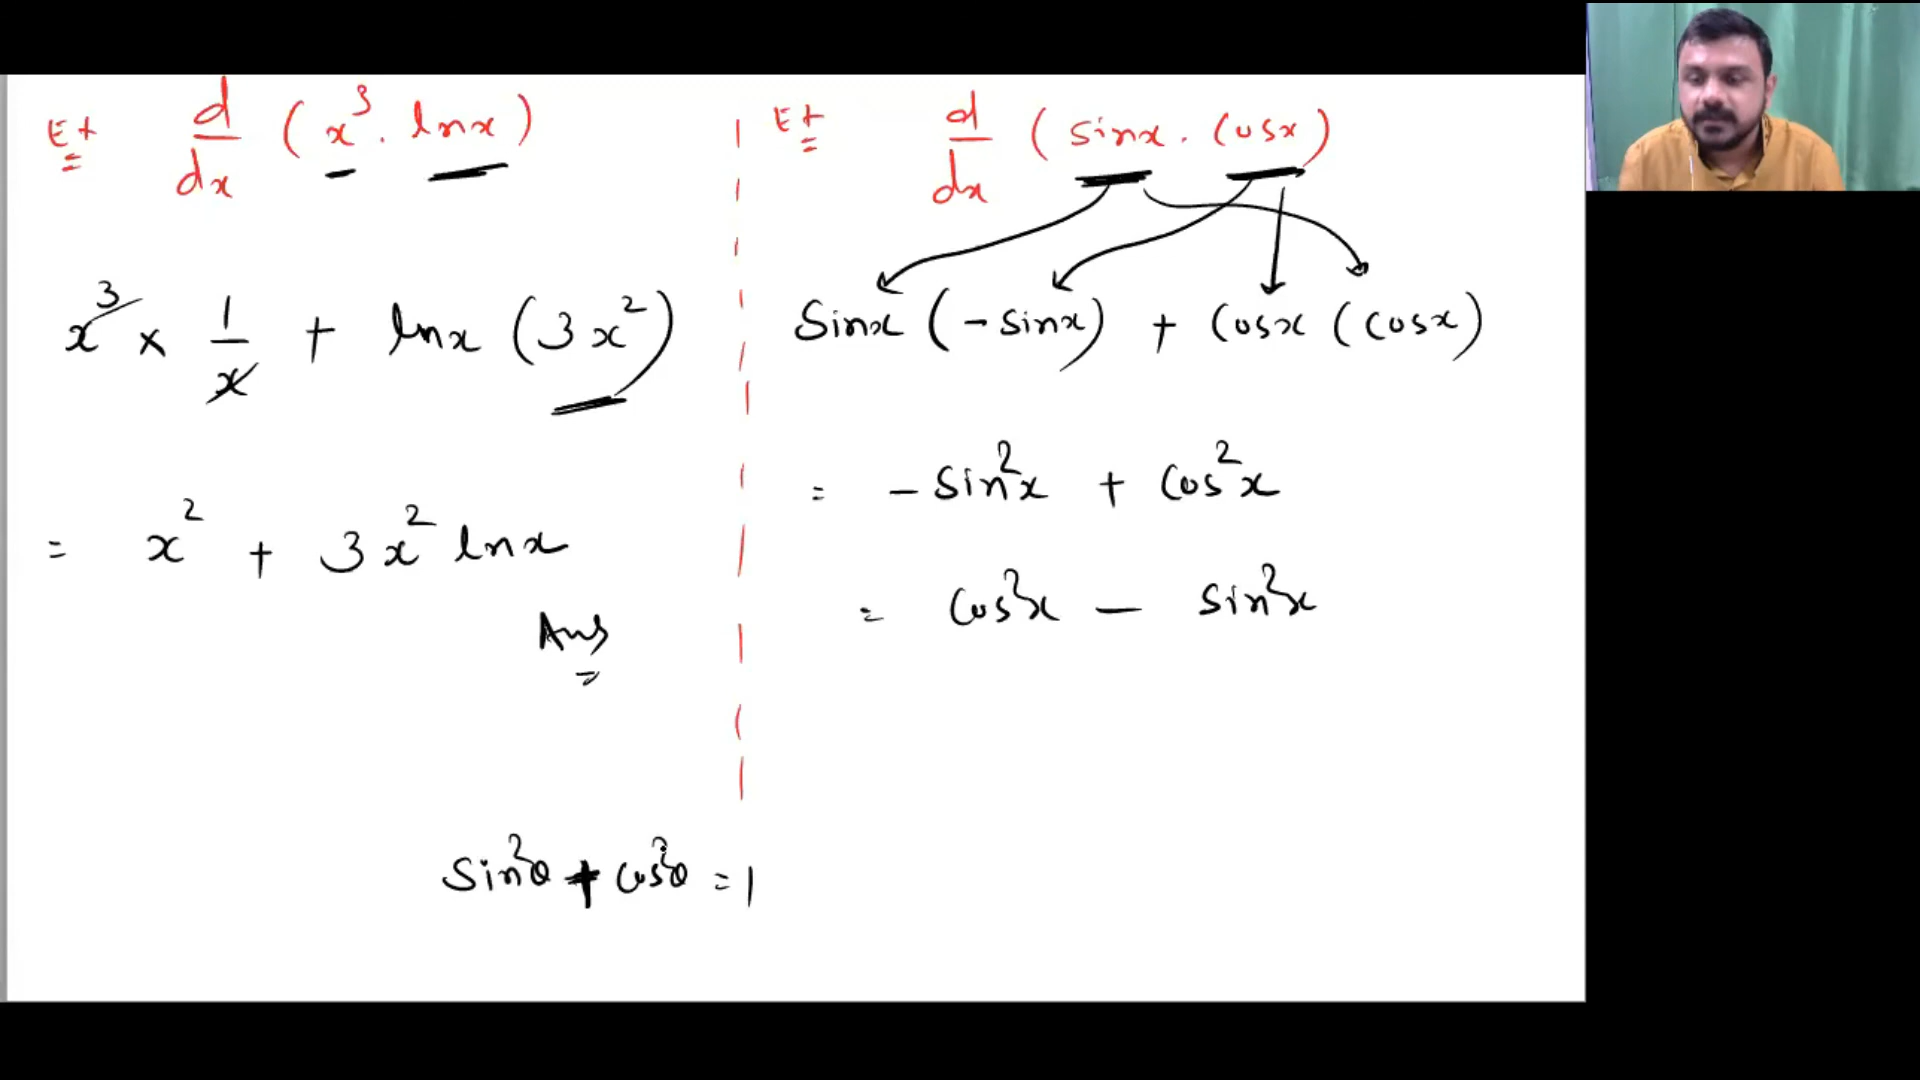 Ex d/dx (x³ . lnx)
x³ × 1/x + lnx (3x²)
= x² + 3x² lnx
Ans
Ex d/dx (sinx . cosx)
Sinx (-sinx) + cosx (cosx)
= - sin²x + cos²x
= cos²x - sin²x
sin²θ + cos²θ = 1